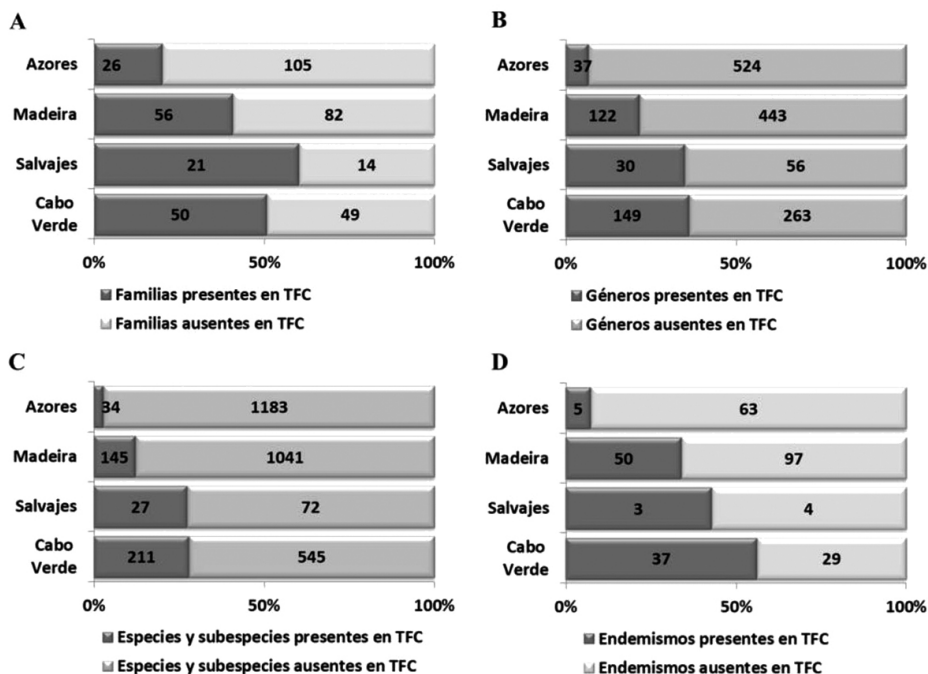 A
Azores 26 105
Madeira 56 82
Salvajes 21 14
Cabo
Verde 50 49
0% 50% 100%
Familias presentes en TFC
Familias ausentes en TFC
B
Azores 37 524
Madeira 122 443
Salvajes 30 56
Cabo
Verde 149 263
0% 50% 100%
Géneros presentes en TFC
Géneros ausentes en TFC
C
Azores 34 1183
Madeira 145 1041
Salvajes 27 72
Cabo
Verde 211 545
0% 50% 100%
Especies y subespecies presentes en TFC
Especies y subespecies ausentes en TFC
D
Azores 5 63
Madeira 50 97
Salvajes 3 4
Cabo
Verde 37 29
0% 50% 100%
Endemismos presentes en TFC
Endemismos ausentes en TFC